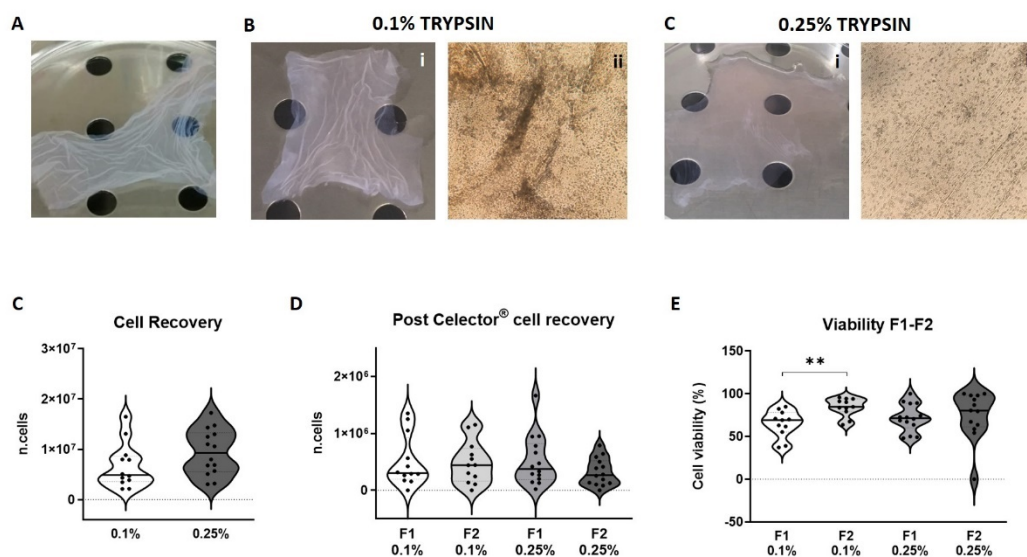 A
B
0.1% TRYPSIN
C
0.25% TRYPSIN
i
ii
i
C
Cell Recovery
n.cells
3×10⁷
2×10⁷
1×10⁷
0
0.1%
0.25%
D
Post Celector® cell recovery
n.cells
2×10⁶
1×10⁶
0
F1
0.1%
F2
0.1%
F1
0.25%
F2
0.25%
E
Viability F1-F2
Cell viability (%)
150
100
50
0
-50
**
F1
0.1%
F2
0.1%
F1
0.25%
F2
0.25%